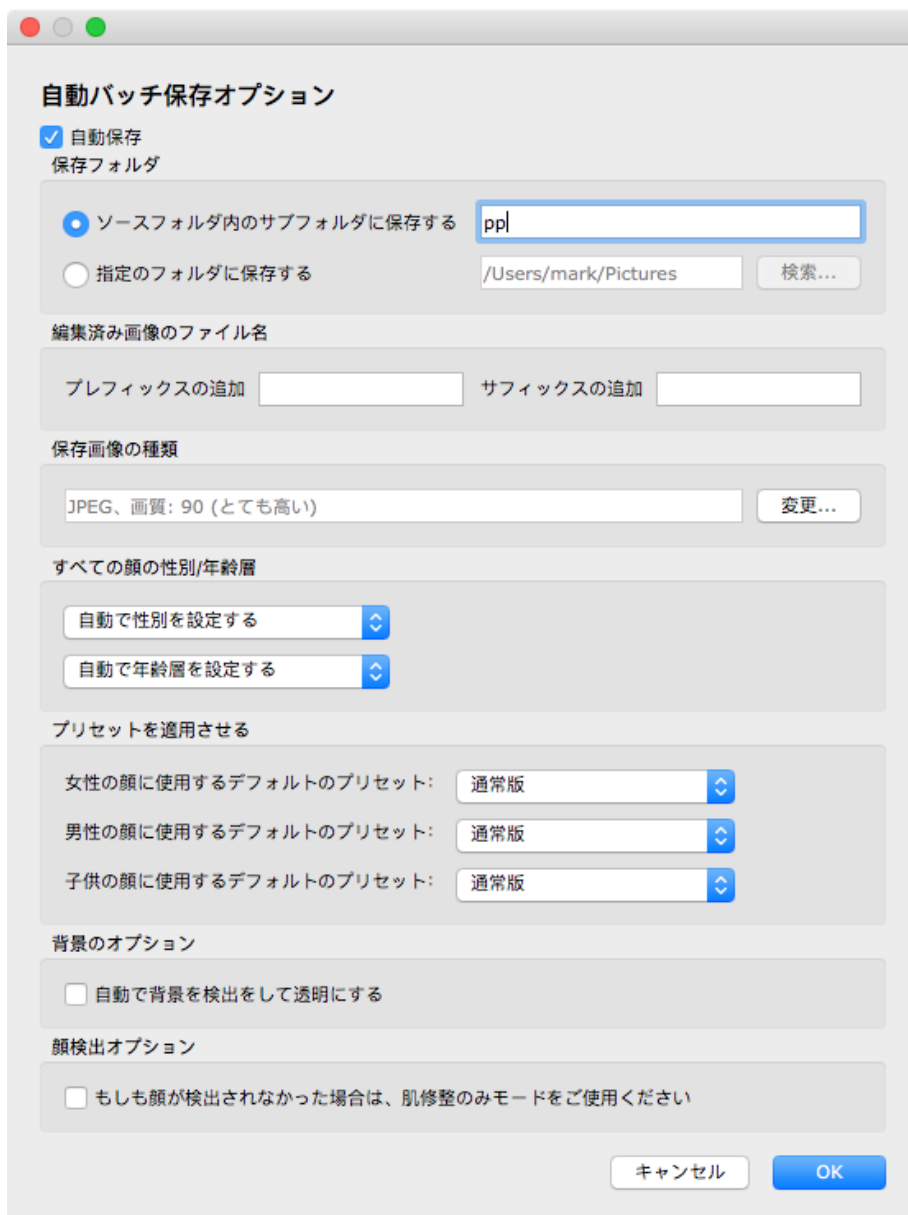 自動バッチ保存オプション
自動保存
保存フォルダ
ソースフォルダ内のサブフォルダに保存する pp
指定のフォルダに保存する /Users/mark/Pictures 検索...
編集済み画像のファイル名
プレフィックスの追加 サフィックスの追加
保存画像の種類
JPEG、画質: 90 (とても高い) 変更...
すべての顔の性別/年齢層
自動で性別を設定する
自動で年齢層を設定する
プリセットを適用させる
女性の顔に使用するデフォルトのプリセット: 通常版
男性の顔に使用するデフォルトのプリセット: 通常版
子供の顔に使用するデフォルトのプリセット: 通常版
背景のオプション
自動で背景を検出をして透明にする
顔検出オプション
もしも顔が検出されなかった場合は、肌修整のみモードをご使用ください
キャンセル OK